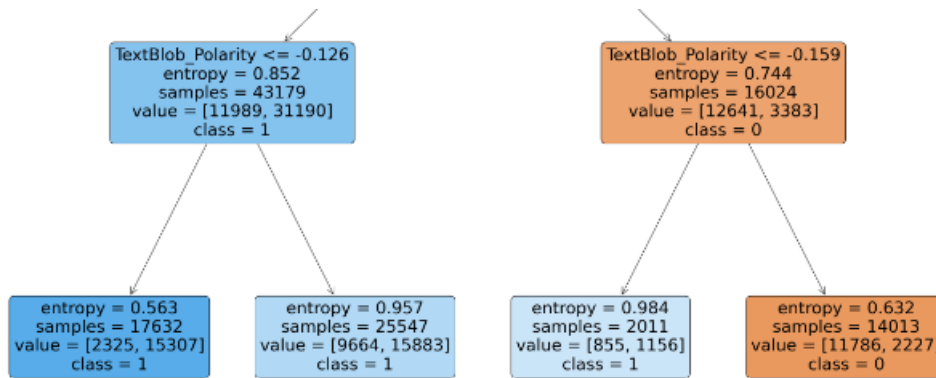 TextBlob_Polarity <= -0.126
entropy = 0.852
samples = 43179
value = [11989, 31190]
class = 1
TextBlob_Polarity <= -0.159
entropy = 0.744
samples = 16024
value = [12641, 3383]
class = 0
entropy = 0.563
samples = 17632
value = [2325, 15307]
class = 1
entropy = 0.957
samples = 25547
value = [9664, 15883]
class = 1
entropy = 0.984
samples = 2011
value = [855, 1156]
class = 1
entropy = 0.632
samples = 14013
value = [11786, 2227]
class = 0